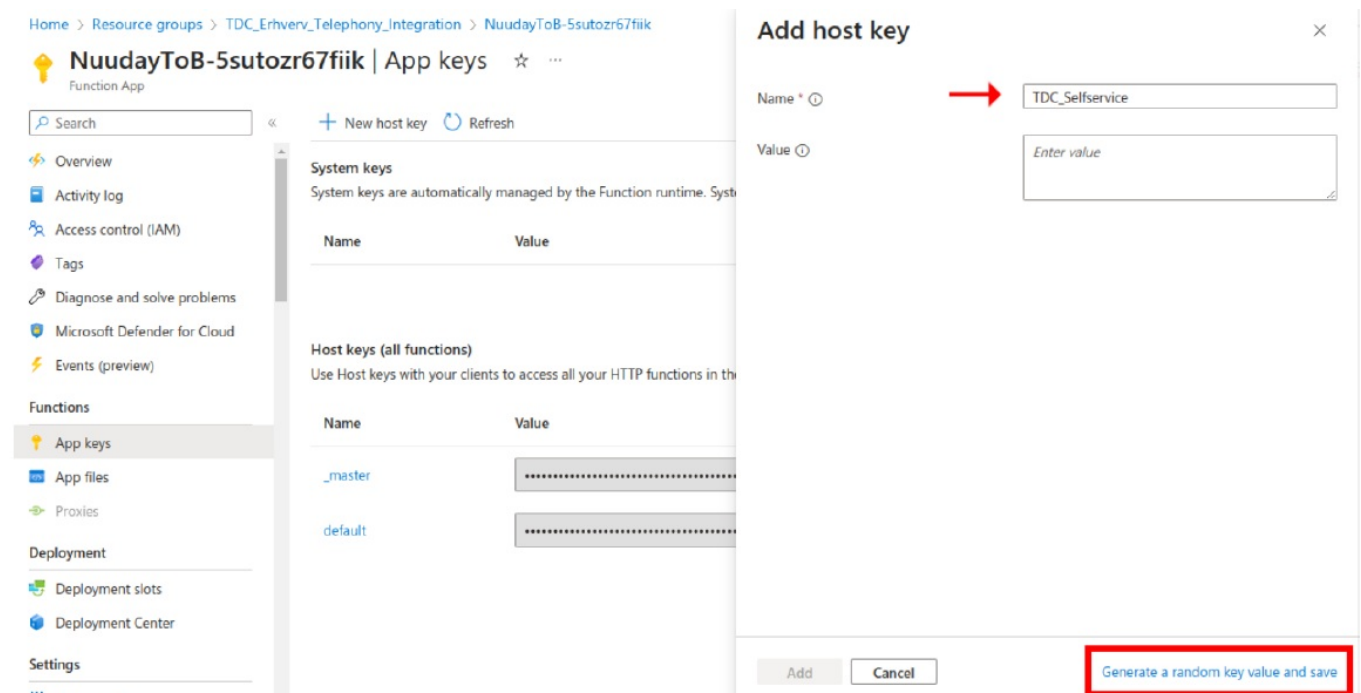 Home > Resource groups > TDC_Erhverv_Telephony_Integration > NuudayToB-5sutozr67fiik
NuudayToB-5sutozr67fiik | App keys
Function App
Search
Overview
Activity log
Access control (IAM)
Tags
Diagnose and solve problems
Microsoft Defender for Cloud
Events (preview)
Functions
App keys
App files
Proxies
Deployment
Deployment slots
Deployment Center
Settings
New host key Refresh
System keys
System keys are automatically managed by the Function runtime. Syst
Name Value
Host keys (all functions)
Use Host keys with your clients to access all your HTTP functions in the
Name Value
_master
default
Add host key
Name *
TDC_Selfservice
Value
Enter value
Add Cancel Generate a random key value and save